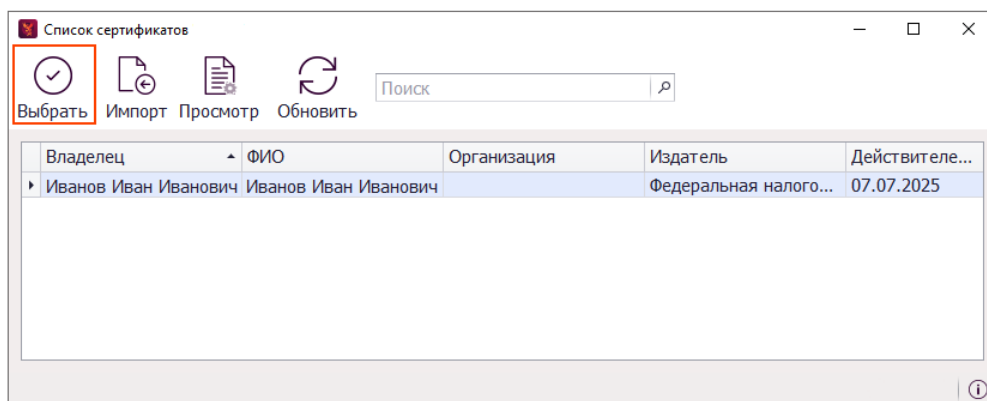 Список сертификатов
Выбрать Импорт Просмотр Обновить Поиск
Владелец ФИО Организация Издатель Действителе...
Иванов Иван Иванович Иванов Иван Иванович Федеральная налого... 07.07.2025